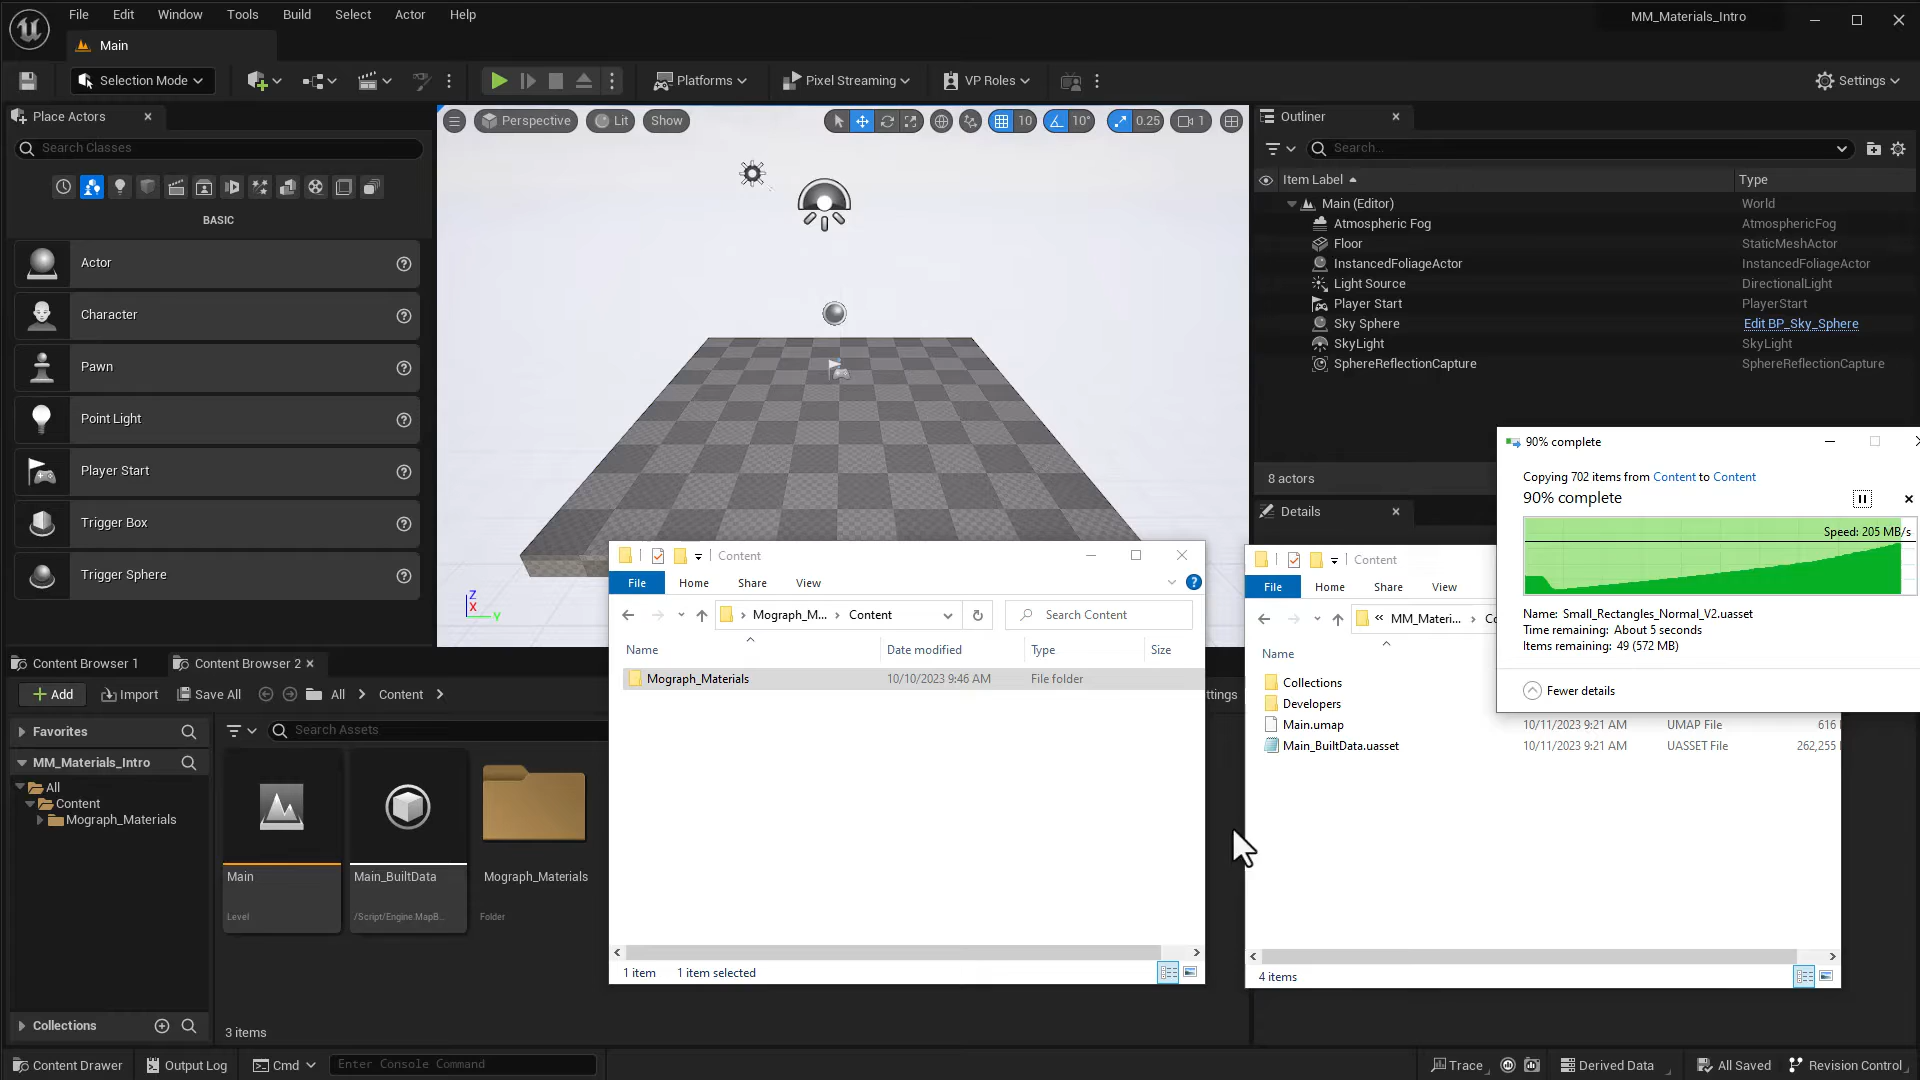 File Edit Window Tools Build Select Actor Help
MM_Materials_Intro
Main
Selection Mode
Platforms
Pixel Streaming
VP Roles
Settings
Place Actors
Search Classes
BASIC
Actor
Character
Pawn
Point Light
Player Start
Trigger Box
Trigger Sphere
Perspective Lit Show
10 10° 0.25 1
Z
X
Y
Outliner
Search...
Item Label Type
Main (Editor) World
Atmospheric Fog AtmosphericFog
Floor StaticMeshActor
InstancedFoliageActor InstancedFoliageActor
Light Source DirectionalLight
Player Start PlayerStart
Sky Sphere Edit BP_Sky_Sphere
SkyLight SkyLight
SphereReflectionCapture SphereReflectionCapture
8 actors
Details
90% complete
Copying 702 items from Content to Content
90% complete
Speed: 205 MB/s
Name: Small_Rectangles_Normal_V2.uasset
Time remaining: About 5 seconds
Items remaining: 49 (572 MB)
Fewer details
Content
File Home Share View
Mograph_M... Content
Search Content
Name Date modified Type Size
Mograph_Materials 10/10/2023 9:46 AM File folder
1 item 1 item selected
Content
File Home Share View
« MM_Materi... Co
Name
Collections
Developers
Main.umap 10/11/2023 9:21 AM UMAP File 616
Main_BuiltData.uasset 10/11/2023 9:21 AM UASSET File 262,255
4 items
Content Browser 1 Content Browser 2
Add Import Save All All Content
ttings
Favorites
Search Assets
MM_Materials_Intro
All
Content
Mograph_Materials
Main
Level
Main_BuiltData
/Script/Engine.MapB...
Mograph_Materials
Folder
Collections
3 items
Content Drawer Output Log Cmd Enter Console Command
Trace Derived Data All Saved Revision Control